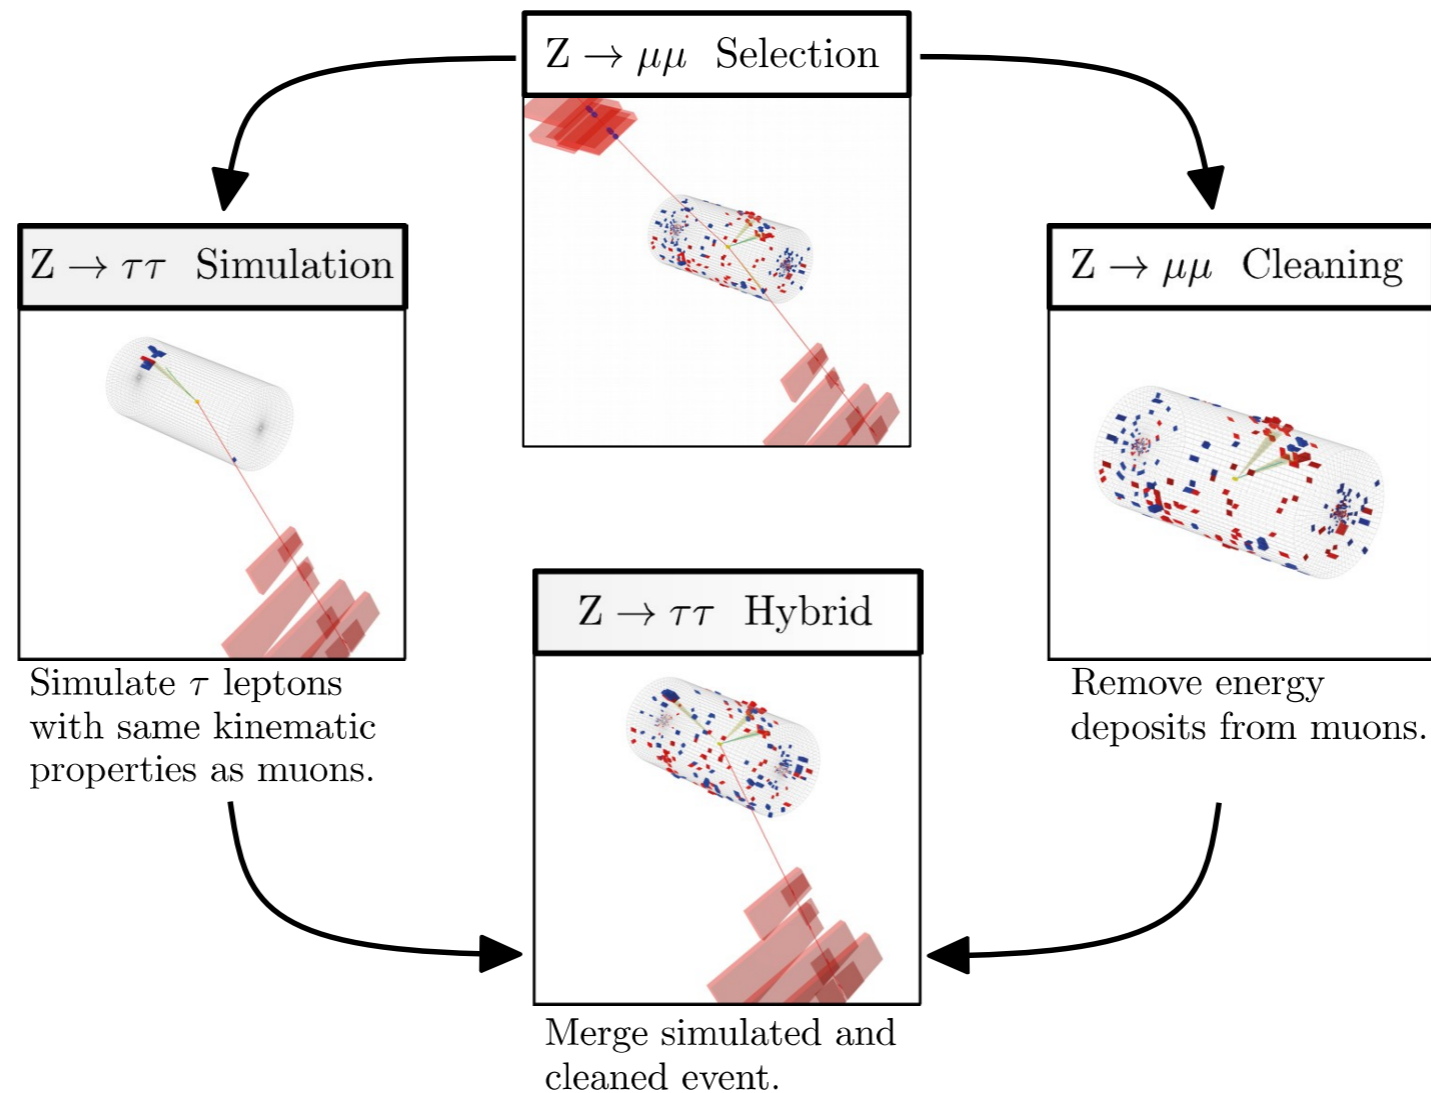 Z → μμ Selection
Z → ττ Simulation
Z → μμ Cleaning
Simulate τ leptons
with same kinematic
properties as muons.
Remove energy
deposits from muons.
Z → ττ Hybrid
Merge simulated and
cleaned event.